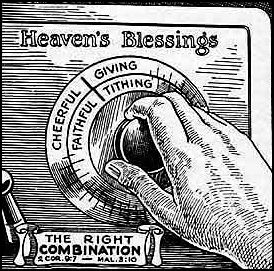 Heaven's Blessings
CHEERFUL GIVING
FAITHFUL TITHING
THE RIGHT
COMBINATION
2 COR. 9:7 — MAL. 3:10